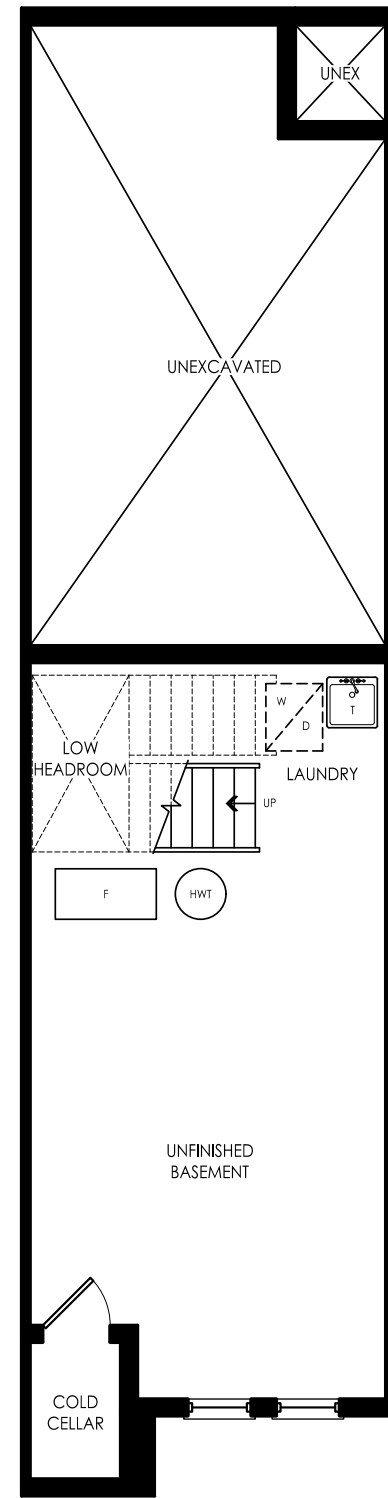 UNEX
UNEXCAVATED
W
D
T
LOW
HEADROOM
LAUNDRY
UP
F
HWT
UNFINISHED
BASEMENT
COLD
CELLAR